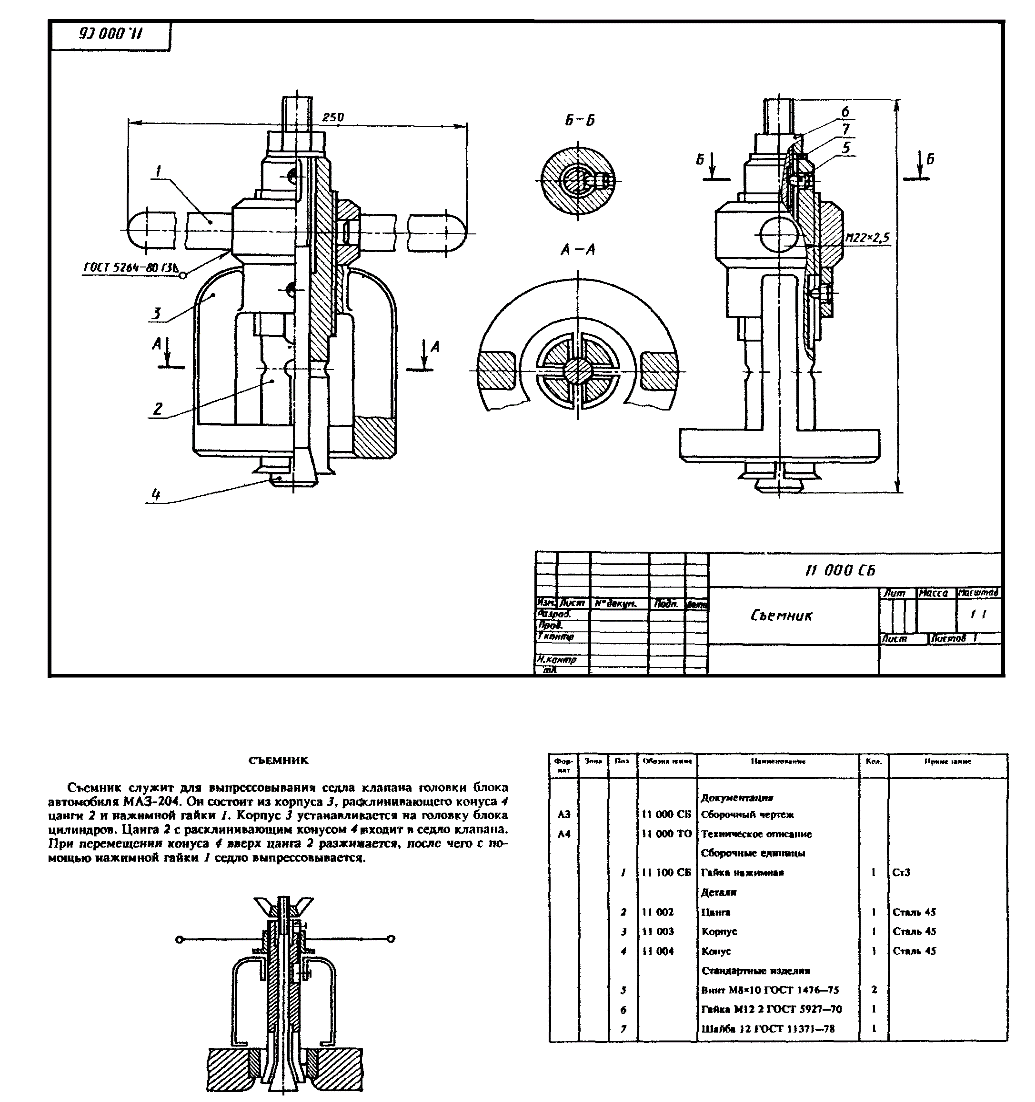 11. 000 СБ
250
1
ГОСТ 5264-80 Г3
3
А
А
2
4
Б-Б
А-А
6
7
5
Б
Б
М22×2,5
11 000 СБ
Съемник
Лит Масса Масштаб
1 1
Изм. Лист № докум. Подп. Дата
Разраб.
Пров.
Т контр
Лист Листов 1
Н.контр
СЪЕМНИК
Съемник служит для выпрессовывания седла клапана головки блока
автомобиля МАЗ-204. Он состоит из корпуса 3, расклинивающего конуса 4
цанги 2 и нажимной гайки 1. Корпус 3 устанавливается на головку блока
цилиндров. Цанга 2 с расклинивающим конусом 4 входит в седло клапана.
При перемещении конуса 4 вверх цанга 2 разжимается, после чего с по-
мощью нажимной гайки 1 седло выпрессовывается.
Фор-
мат Зона Поз Обозначение Наименование Кол. Примечание
Документация
А3 11 000 СБ Сборочный чертеж
А4 11 000 ТО Техническое описание
Сборочные единицы
1 11 100 СБ Гайка нажимная 1 Ст3
Детали
2 11 002 Цанга 1 Сталь 45
3 11 003 Корпус 1 Сталь 45
4 11 004 Конус 1 Сталь 45
Стандартные изделия
5 Винт М8×10 ГОСТ 1476—75 2
6 Гайка М12 2 ГОСТ 5927—70 1
7 Шайба 12 ГОСТ 11371—78 1